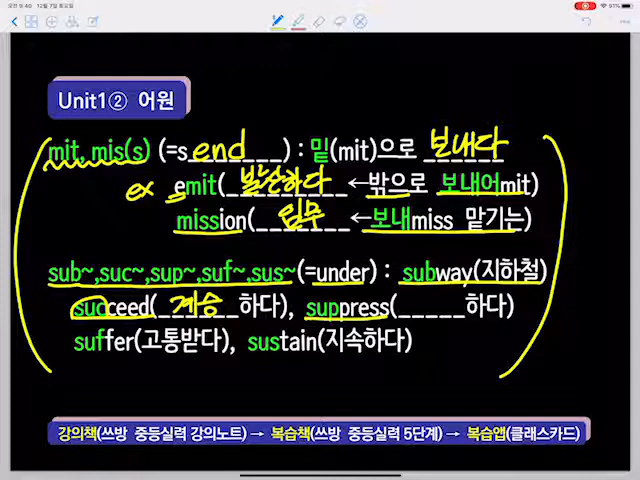 오전 9:40 12월 7일 토요일 97%
Unit1② 어원
mit, mis(s) (=send) : 밑(mit)으로 보내다
ex emit(발산하다 ←밖으로 보내어mit)
mission(임무 ←보내miss 맡기는)
sub~,suc~,sup~,suf~,sus~(=under) : subway(지하철)
succeed(계승하다), suppress(_____하다)
suffer(고통받다), sustain(지속하다)
강의책(쓰방 중등실력 강의노트) → 복습책(쓰방 중등실력 5단계) → 복습앱(클래스카드)